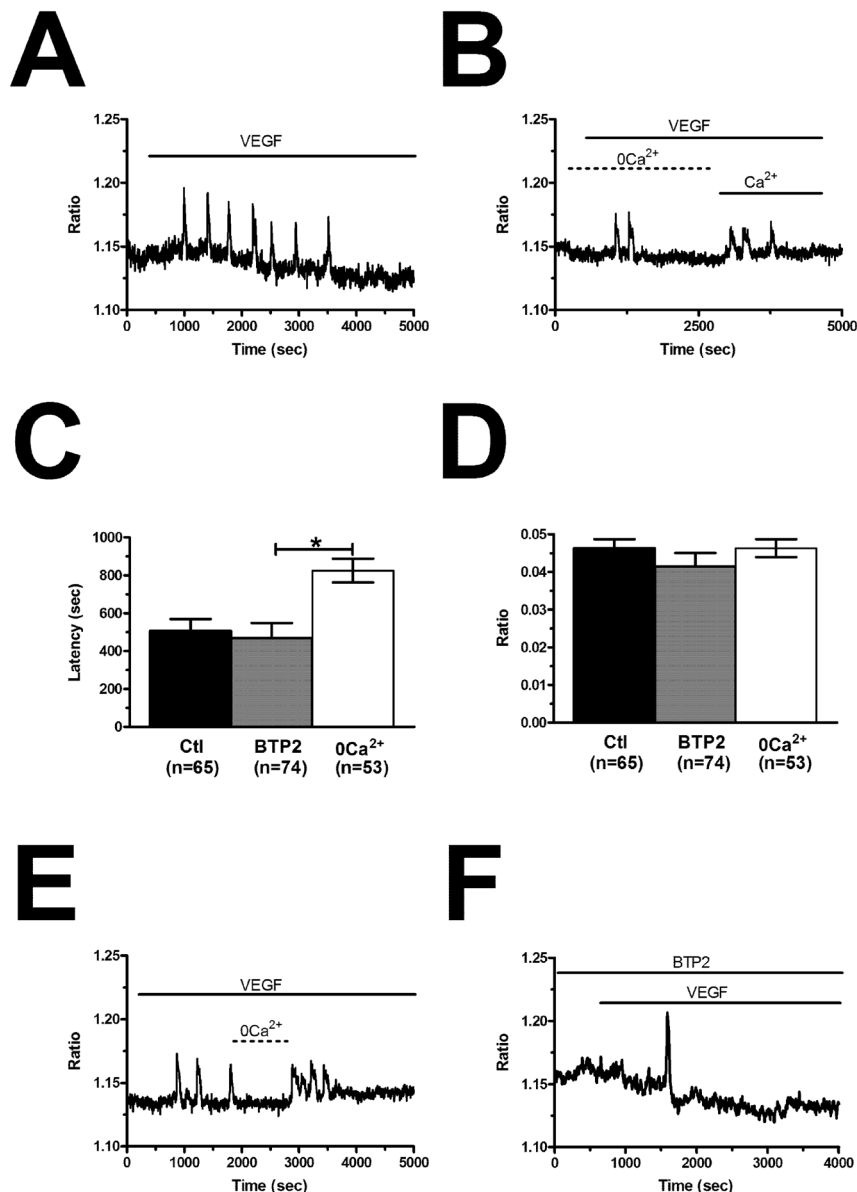 A
B
1.25
1.20
1.15
1.10
Ratio
VEGF
0 1000 2000 3000 4000 5000
Time (sec)
1.25
1.20
1.15
1.10
Ratio
VEGF
0Ca²⁺
Ca²⁺
0 2500 5000
Time (sec)
C
D
1000
800
600
400
200
0
Latency (sec)
*
Ctl BTP2 0Ca²⁺
(n=65) (n=74) (n=53)
0.05
0.04
0.03
0.02
0.01
0.00
Ratio
Ctl BTP2 0Ca²⁺
(n=65) (n=74) (n=53)
E
F
1.25
1.20
1.15
1.10
Ratio
VEGF
0Ca²⁺
0 1000 2000 3000 4000 5000
Time (sec)
1.25
1.20
1.15
1.10
Ratio
BTP2
VEGF
0 1000 2000 3000 4000
Time (sec)